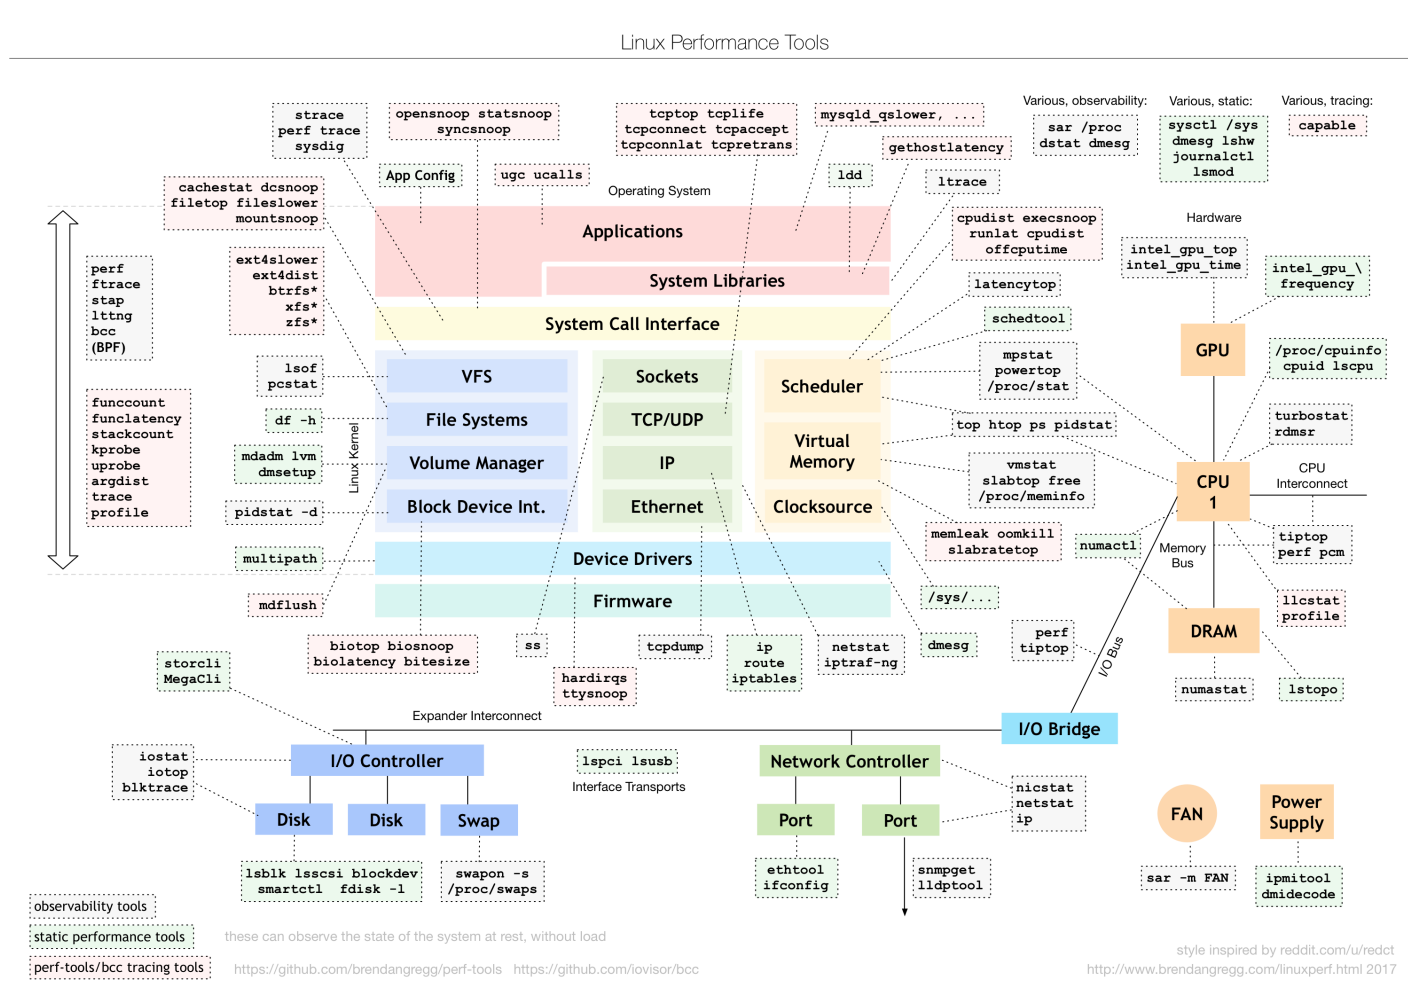 Linux Performance Tools
strace
perf trace
sysdig
opensnoop statsnoop
syncsnoop
tcptop tcplife
tcpconnect tcpaccept
tcpconnlat tcpretrans
mysqld_qslower, ...
gethostlatency
Various, observability:
sar /proc
dstat dmesg
Various, static:
sysctl /sys
dmesg lshw
journalctl
lsmod
Various, tracing:
capable
App Config
ugc ucalls
Operating System
ldd
ltrace
cachestat dcsnoop
filetop fileslower
mountsnoop
cpudist execsnoop
runlat cpudist
offcputime
Hardware
intel_gpu_top
intel_gpu_time
intel_gpu_\
frequency
perf
ftrace
stap
lttng
bcc
(BPF)
ext4slower
ext4dist
btrfs*
xfs*
zfs*
Applications
System Libraries
System Call Interface
latencytop
schedtool
mpstat
powertop
/proc/stat
GPU
/proc/cpuinfo
cpuid lscpu
lsof
pcstat
VFS
Sockets
Scheduler
funccount
funclatency
stackcount
kprobe
uprobe
argdist
trace
profile
df -h
File Systems
TCP/UDP
top htop ps pidstat
turbostat
rdmsr
Linux Kernel
mdadm lvm
dmsetup
Volume Manager
IP
Virtual
Memory
vmstat
slabtop free
/proc/meminfo
CPU
1
CPU
Interconnect
pidstat -d
Block Device Int.
Ethernet
Clocksource
memleak oomkill
slabratetop
numactl
Memory
Bus
tiptop
perf pcm
multipath
Device Drivers
mdflush
Firmware
/sys/...
llcstat
profile
biotop biosnoop
biolatency bitesize
ss
hardirqs
ttysnoop
tcpdump
ip
route
iptables
netstat
iptraf-ng
dmesg
perf
tiptop
I/O Bus
DRAM
numastat
lstopo
storcli
MegaCli
Expander Interconnect
I/O Bridge
iostat
iotop
blktrace
I/O Controller
lspci lsusb
Interface Transports
Network Controller
nicstat
netstat
ip
Disk
Disk
Swap
Port
Port
FAN
Power
Supply
lsblk lsscsi blockdev
smartctl fdisk -l
swapon -s
/proc/swaps
ethtool
ifconfig
snmpget
lldptool
sar -m FAN
ipmitool
dmidecode
observability tools
static performance tools
these can observe the state of the system at rest, without load
perf-tools/bcc tracing tools
https://github.com/brendangregg/perf-tools https://github.com/iovisor/bcc
style inspired by reddit.com/u/redct
http://www.brendangregg.com/linuxperf.html 2017